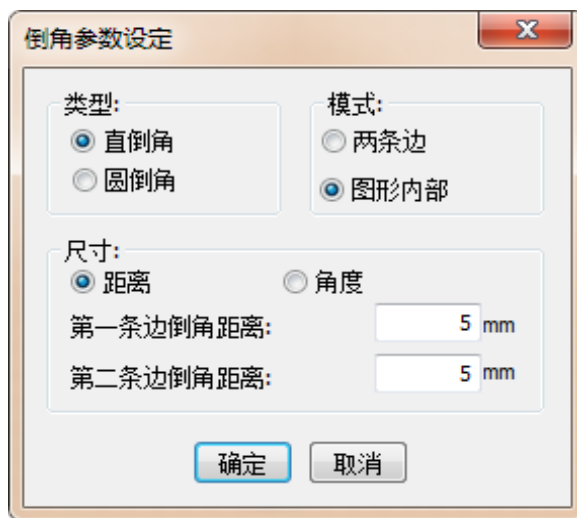 倒角参数设定
类型:
直倒角
圆倒角
模式:
两条边
图形内部
尺寸:
距离 角度
第一条边倒角距离: 5 mm
第二条边倒角距离: 5 mm
确定 取消